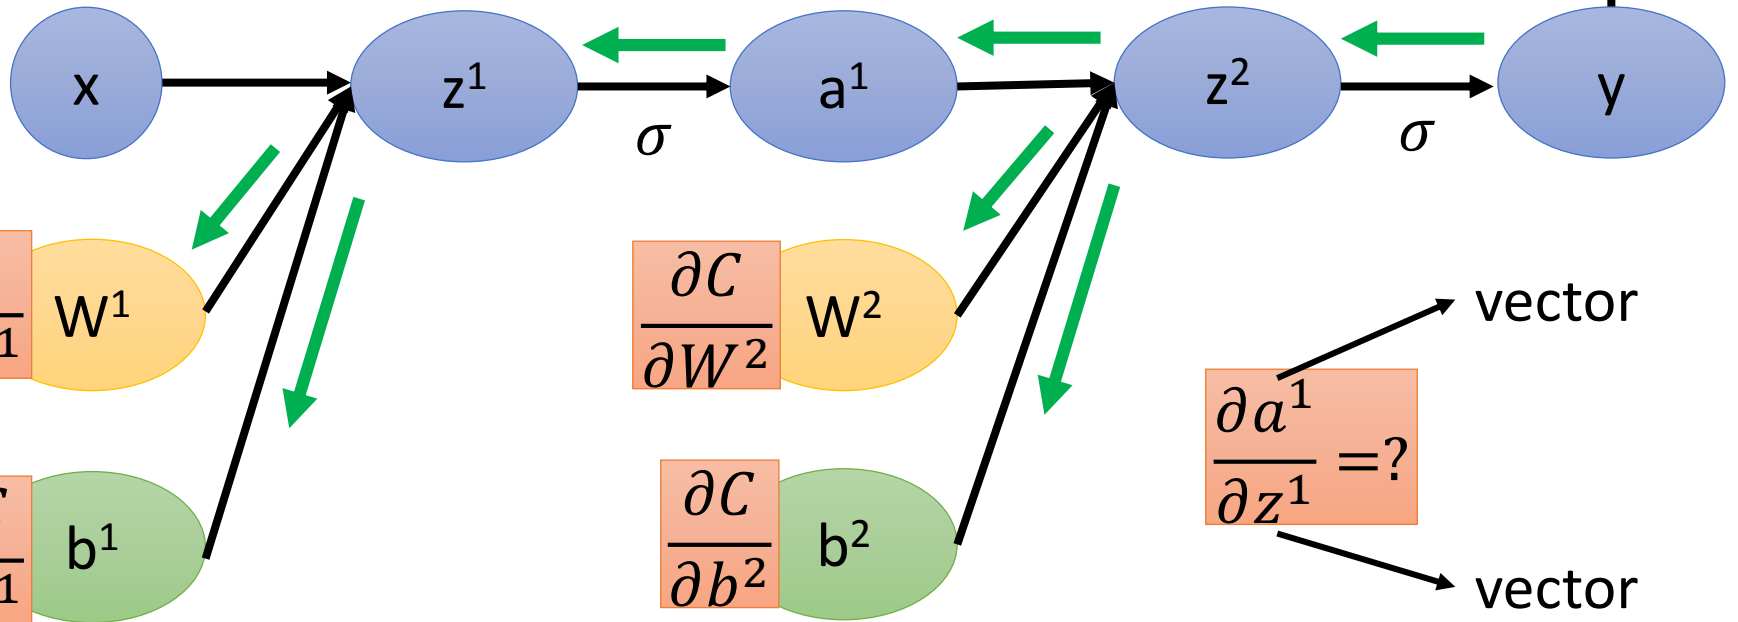 x
z¹
a¹
z²
y
σ
σ
W¹
∂C/∂W²
W²
vector
∂a¹/∂z¹ =?
b¹
∂C/∂b²
b²
vector